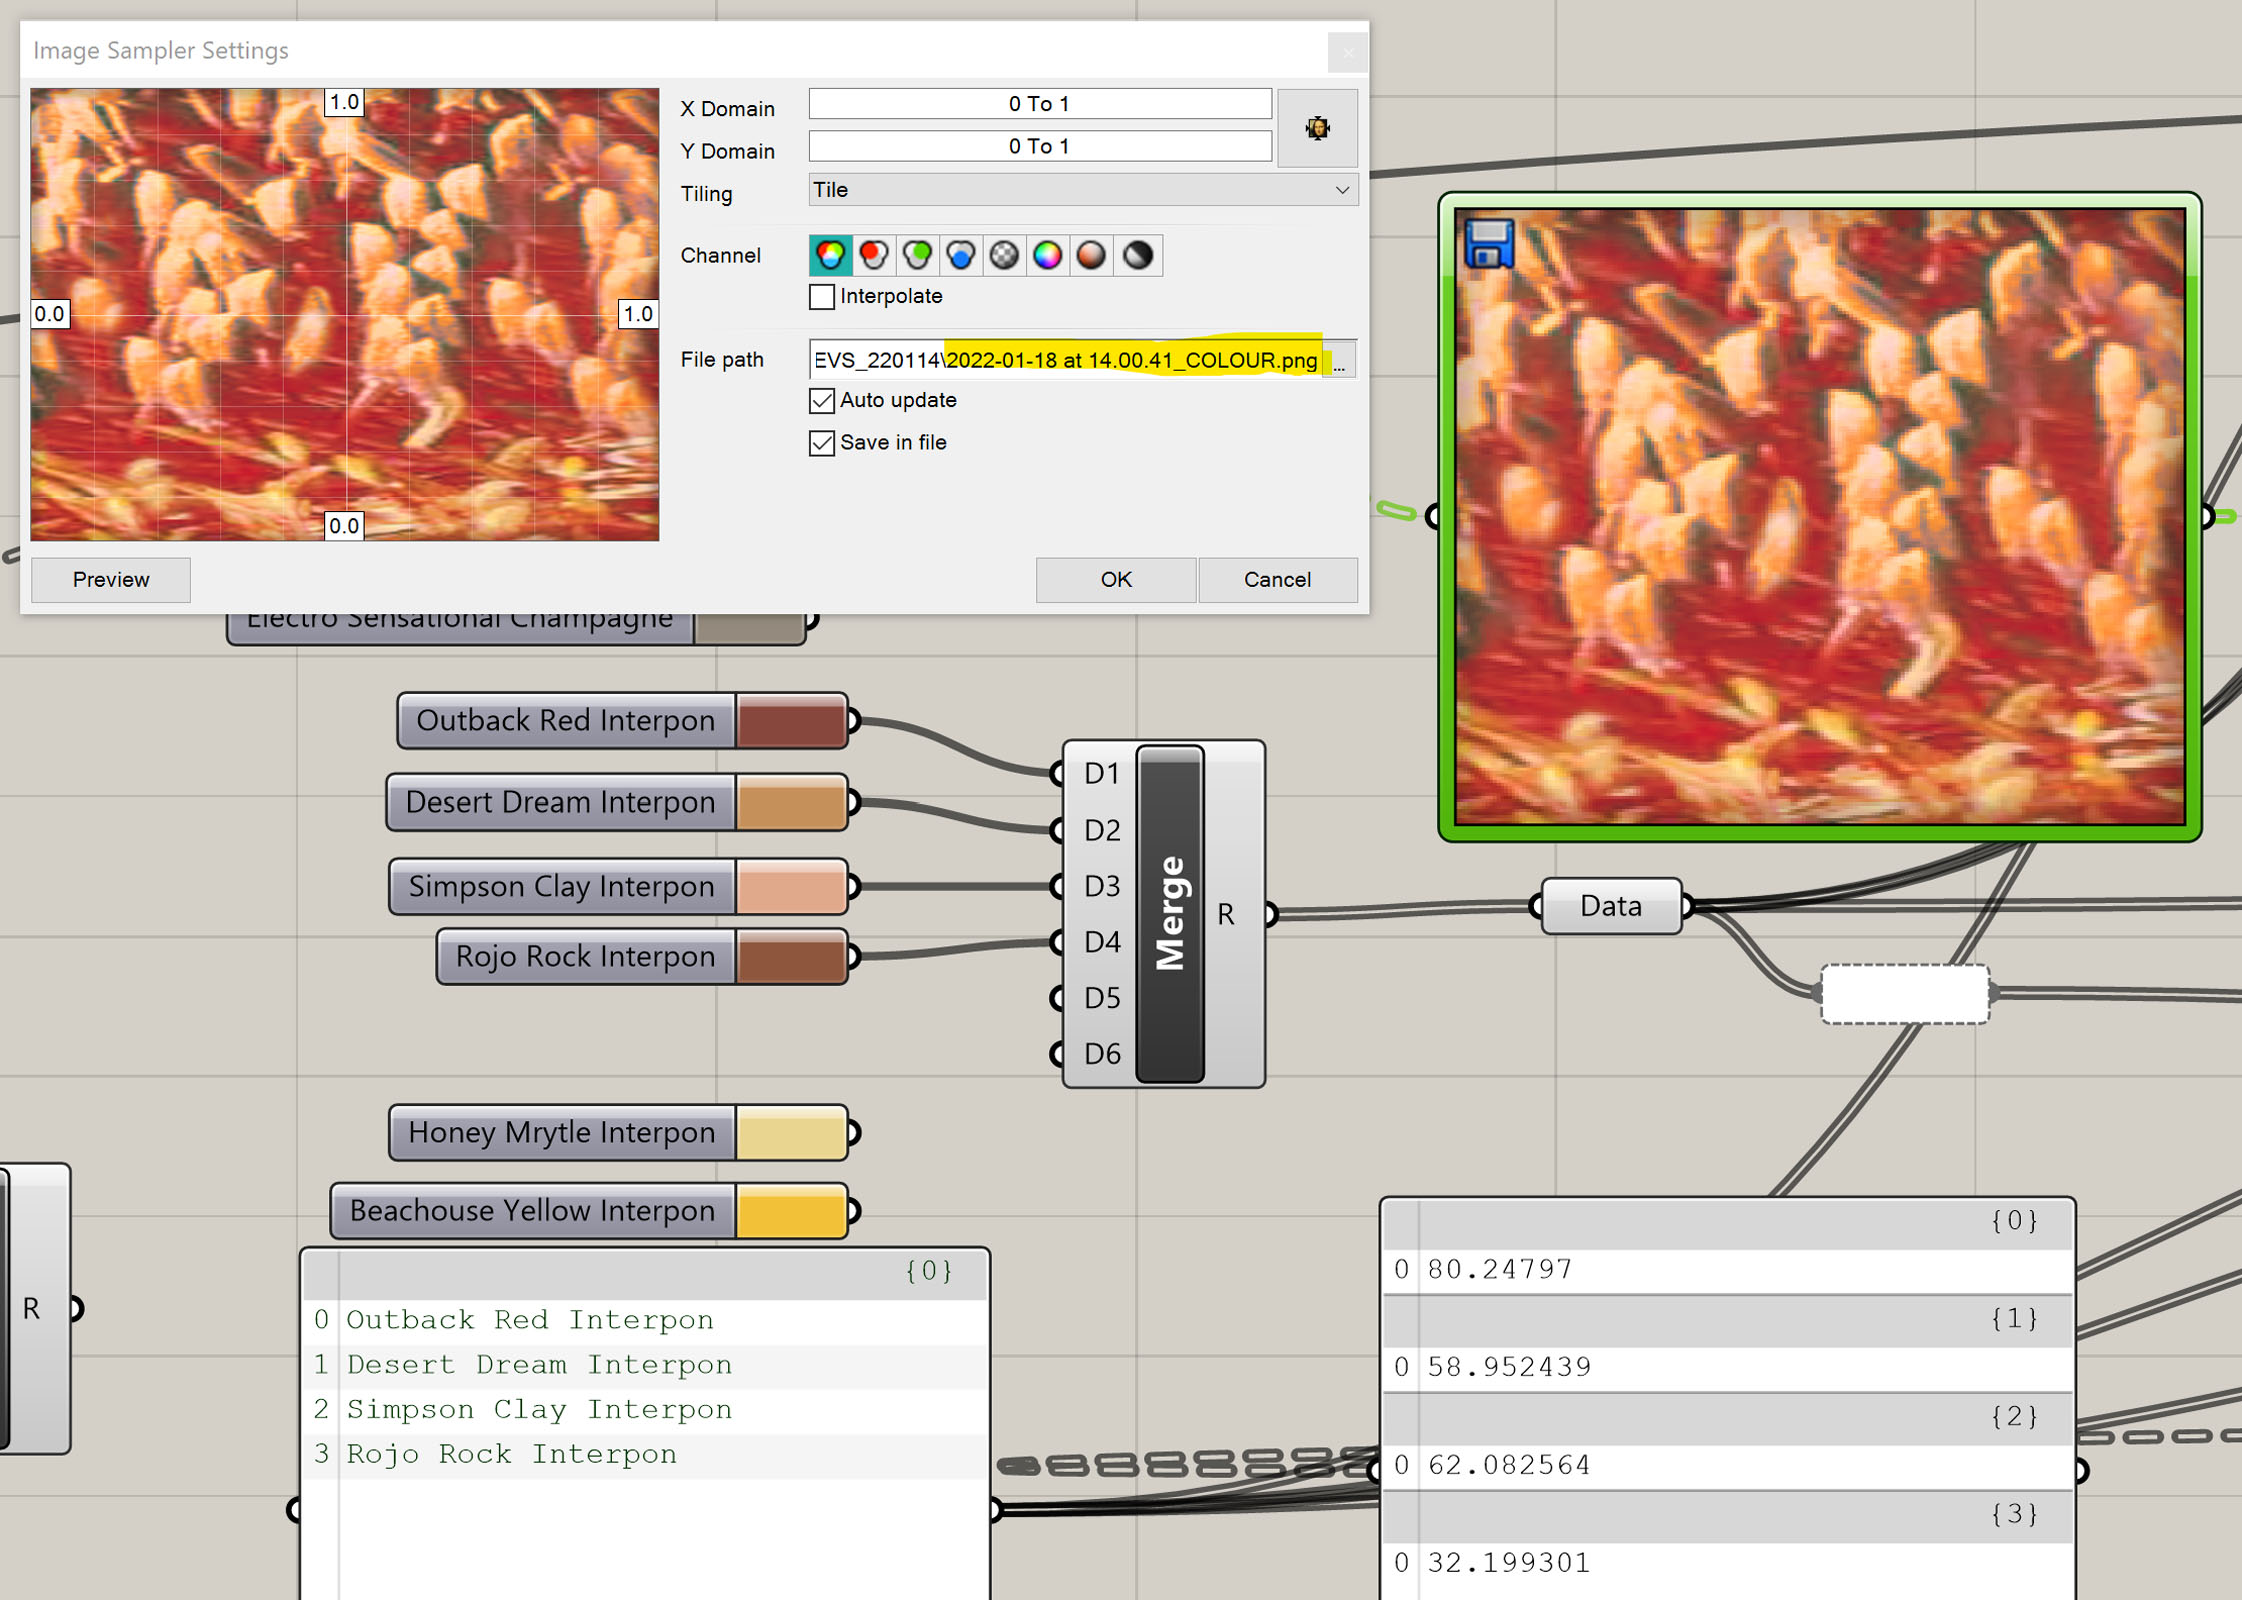 Image Sampler Settings
1.0
0.0
1.0
0.0
X Domain
0 To 1
Y Domain
0 To 1
Tiling
Tile
Channel
Interpolate
File path
EVS_220114\2022-01-18 at 14.00.41_COLOUR.png
...
Auto update
Save in file
Preview
OK
Cancel
Electro Sensational Champagne
Outback Red Interpon
Desert Dream Interpon
Simpson Clay Interpon
Rojo Rock Interpon
D1
D2
D3
D4
D5
D6
Merge
R
Data
Honey Mrytle Interpon
Beachouse Yellow Interpon
R
{0}
0 Outback Red Interpon
1 Desert Dream Interpon
2 Simpson Clay Interpon
3 Rojo Rock Interpon
{0}
0 80.24797
{1}
0 58.952439
{2}
0 62.082564
{3}
0 32.199301